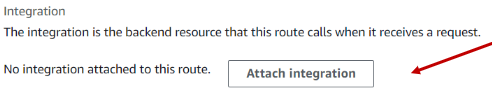 Integration
The integration is the backend resource that this route calls when it receives a request.
No integration attached to this route. Attach integration